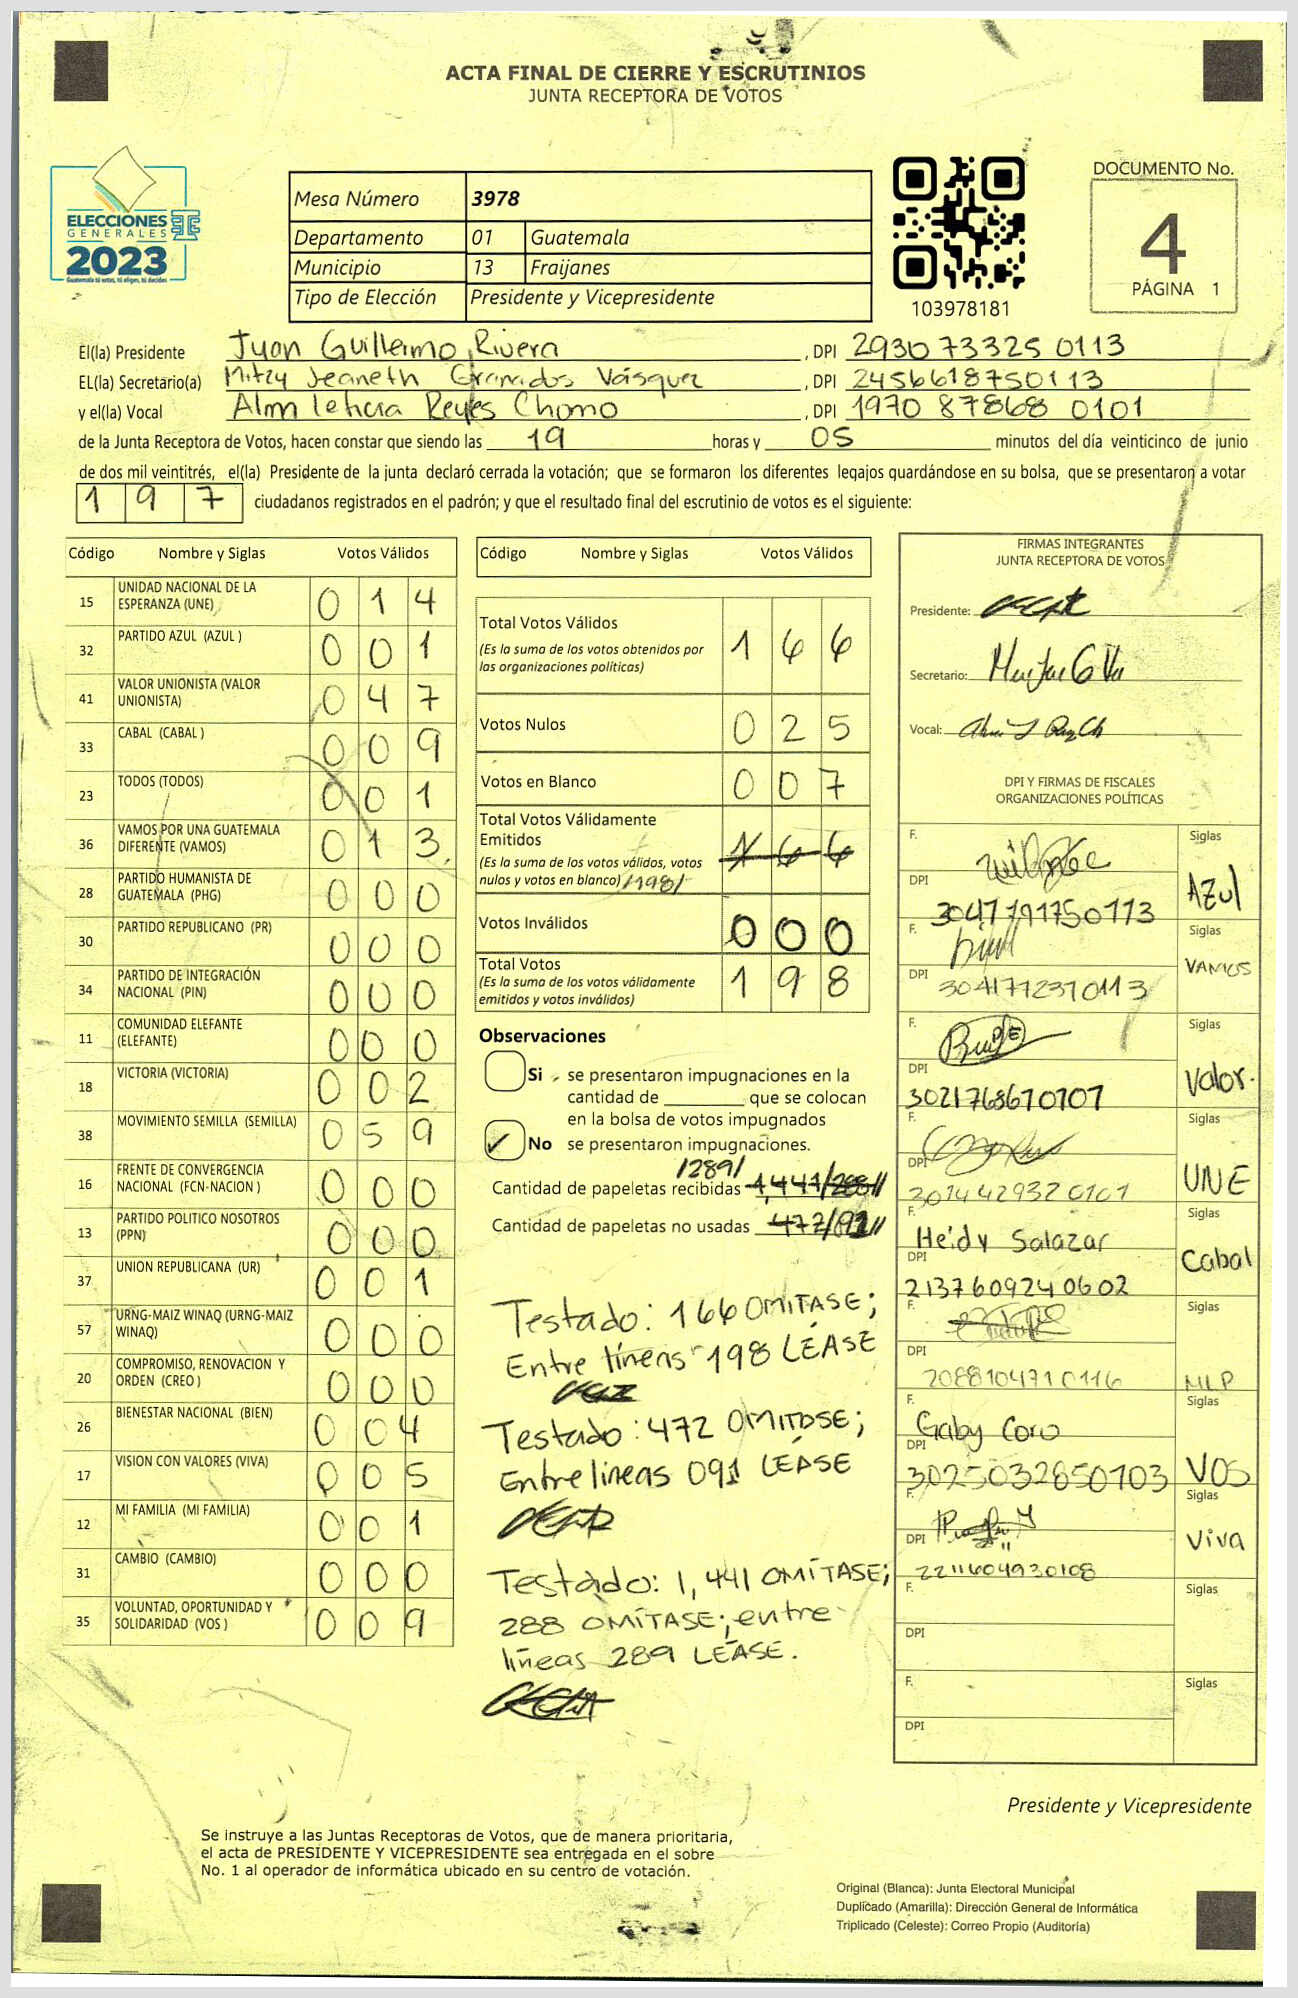 ACTA FINAL DE CIERRE Y ESCRUTINIOS
JUNTA RECEPTORA DE VOTOS
ELECCIONES
GENERALES
2023
Guatemala tú votas, tú eliges, tú decides
Mesa Número 3978
Departamento 01 Guatemala
Municipio 13 Fraijanes
Tipo de Elección Presidente y Vicepresidente
103978181
DOCUMENTO No.
4
PÁGINA 1
El(la) Presidente Juan Guillermo Rivera, DPI 2930 73325 0113
EL(la) Secretario(a) Mitzy Jeaneth Granados Vásquez, DPI 2456618750113
y el(la) Vocal Alma Leticia Reyes Chomo, DPI 1970 87868 0101
de la Junta Receptora de Votos, hacen constar que siendo las 19 horas y 05 minutos del día veinticinco de junio
de dos mil veintitrés, el(la) Presidente de la junta declaró cerrada la votación; que se formaron los diferentes legajos quardándose en su bolsa, que se presentaron a votar
1 9 7 ciudadanos registrados en el padrón; y que el resultado final del escrutinio de votos es el siguiente:
Código Nombre y Siglas Votos Válidos
15 UNIDAD NACIONAL DE LA ESPERANZA (UNE) 0 1 4
32 PARTIDO AZUL (AZUL ) 0 0 1
41 VALOR UNIONISTA (VALOR UNIONISTA) 0 4 7
33 CABAL (CABAL ) 0 0 9
23 TODOS (TODOS) 0 0 1
36 VAMOS POR UNA GUATEMALA DIFERENTE (VAMOS) 0 1 3
28 PARTIDO HUMANISTA DE GUATEMALA (PHG) 0 0 0
30 PARTIDO REPUBLICANO (PR) 0 0 0
34 PARTIDO DE INTEGRACIÓN NACIONAL (PIN) 0 0 0
11 COMUNIDAD ELEFANTE (ELEFANTE) 0 0 0
18 VICTORIA (VICTORIA) 0 0 2
38 MOVIMIENTO SEMILLA (SEMILLA) 0 5 9
16 FRENTE DE CONVERGENCIA NACIONAL (FCN-NACION ) 0 0 0
13 PARTIDO POLITICO NOSOTROS (PPN) 0 0 0
37 UNION REPUBLICANA (UR) 0 0 1
57 URNG-MAIZ WINAQ (URNG-MAIZ WINAQ) 0 0 0
20 COMPROMISO, RENOVACION Y ORDEN (CREO ) 0 0 0
26 BIENESTAR NACIONAL (BIEN) 0 0 4
17 VISION CON VALORES (VIVA) 0 0 5
12 MI FAMILIA (MI FAMILIA) 0 0 1
31 CAMBIO (CAMBIO) 0 0 0
35 VOLUNTAD, OPORTUNIDAD Y SOLIDARIDAD (VOS ) 0 0 9
Código Nombre y Siglas Votos Válidos
Total Votos Válidos 1 6 6
(Es la suma de los votos obtenidos por
las organizaciones políticas)
Votos Nulos 0 2 5
Votos en Blanco 0 0 7
Total Votos Válidamente
Emitidos 1 6 6
(Es la suma de los votos válidos, votos
nulos y votos en blanco) /198/
Votos Inválidos 0 0 0
Total Votos 1 9 8
(Es la suma de los votos válidamente
emitidos y votos inválidos)
Observaciones
Si se presentaron impugnaciones en la
cantidad de ________ que se colocan
en la bolsa de votos impugnados
✓ No se presentaron impugnaciones.
/289/
Cantidad de papeletas recibidas 1,441/288//
Cantidad de papeletas no usadas 472/091//
Testado: 166 OMITASE;
Entre líneas 198 LÉASE
Testado: 472 OMITASE;
Entre lineas 091 LÉASE
Testado: 1,441 OMÍTASE;
288 OMÍTASE; entre
líneas 289 LÉASE.
FIRMAS INTEGRANTES
JUNTA RECEPTORA DE VOTOS
Presidente:
Secretario:
Vocal:
DPI Y FIRMAS DE FISCALES
ORGANIZACIONES POLÍTICAS
F. Siglas
DPI 3047791750113 AZUL
F. Siglas
DPI 30417712370113 VAMOS
F. Siglas
DPI 3021768670101 Valor.
F. Siglas
DPI 301442932 0101 UNE
F. Heidy Salazar Siglas
DPI 2137609240602 Cabal
F. Siglas
DPI 2088104710116 MLP
F. Gaby Coro Siglas
DPI 3025032850103 VOS
F. Siglas
DPI 2211604930108 Viva
F. Siglas
DPI
F. Siglas
DPI
Presidente y Vicepresidente
Se instruye a las Juntas Receptoras de Votos, que de manera prioritaria,
el acta de PRESIDENTE Y VICEPRESIDENTE sea entregada en el sobre
No. 1 al operador de informática ubicado en su centro de votación.
Original (Blanca): Junta Electoral Municipal
Duplicado (Amarilla): Dirección General de Informática
Triplicado (Celeste): Correo Propio (Auditoría)